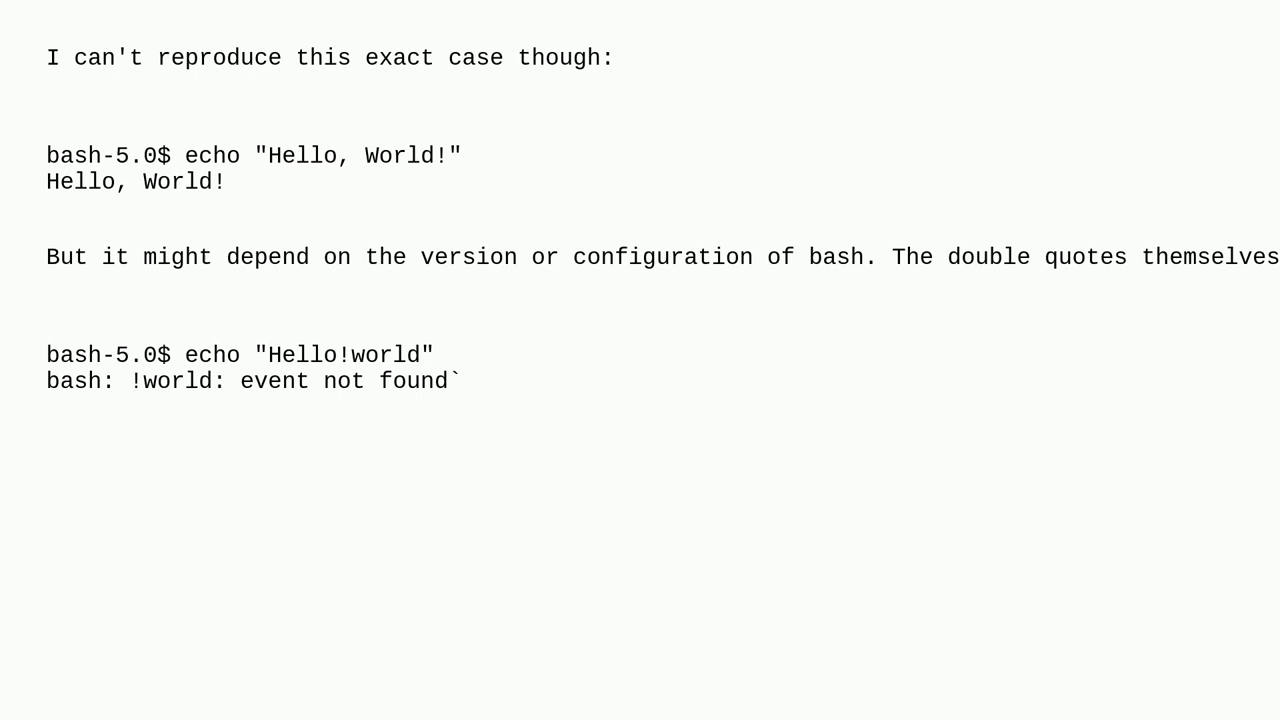 I can't reproduce this exact case though:
bash-5.0$ echo "Hello, World!"
Hello, World!
But it might depend on the version or configuration of bash. The double quotes themselves
bash-5.0$ echo "Hello!world"
bash: !world: event not found`